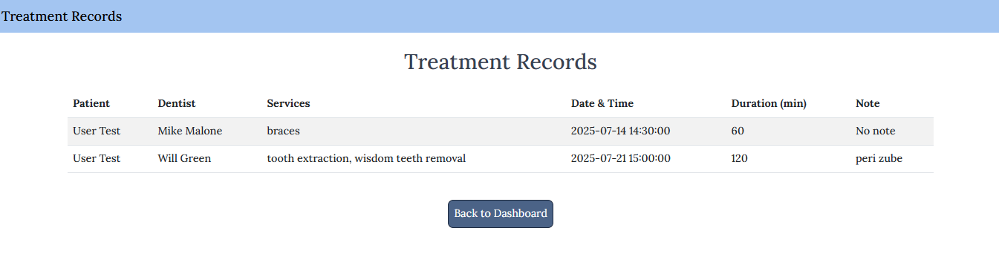 Treatment Records
Treatment Records
Patient Dentist Services Date & Time Duration (min) Note
User Test Mike Malone braces 2025-07-14 14:30:00 60 No note
User Test Will Green tooth extraction, wisdom teeth removal 2025-07-21 15:00:00 120 peri zube
Back to Dashboard